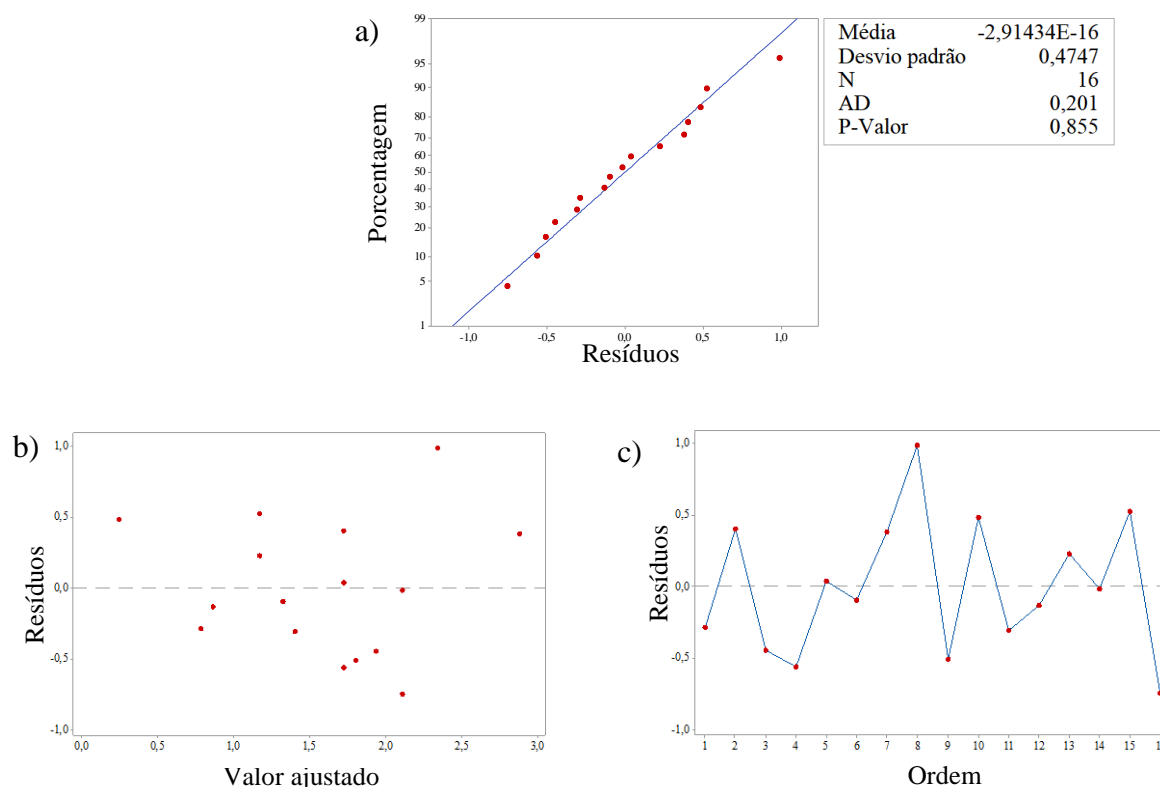 a)
Porcentagem
99
95
90
80
70
60
50
40
30
20
10
5
1
-1,0 -0,5 0,0 0,5 1,0
Resíduos
Média -2,91434E-16
Desvio padrão 0,4747
N 16
AD 0,201
P-Valor 0,855
b)
Resíduos
1,0
0,5
0,0
-0,5
-1,0
0,0 0,5 1,0 1,5 2,0 2,5 3,0
Valor ajustado
c)
Resíduos
1,0
0,5
0,0
-0,5
-1,0
1 2 3 4 5 6 7 8 9 10 11 12 13 14 15 1
Ordem